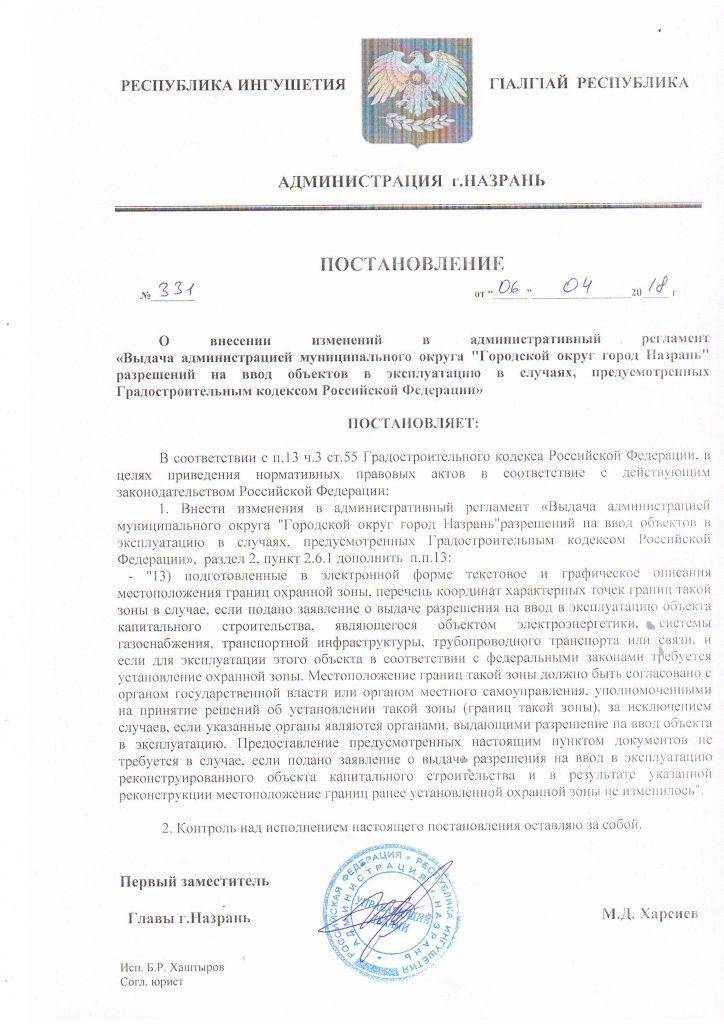 РЕСПУБЛИКА ИНГУШЕТИЯ ГIАЛГIАЙ РЕСПУБЛИКА
АДМИНИСТРАЦИЯ г.НАЗРАНЬ
ПОСТАНОВЛЕНИЕ
№ 331 от "06" 04 2018 г
О внесении изменений в административный регламент
«Выдача администрацией муниципального округа "Городской округ город Назрань"
разрешений на ввод объектов в эксплуатацию в случаях, предусмотренных
Градостроительным кодексом Российской Федерации»
ПОСТАНОВЛЯЕТ:
В соответствии с п.13 ч.3 ст.55 Градостроительного кодекса Российской Федерации, в
целях приведения нормативных правовых актов в соответствие с действующим
законодательством Российской Федерации:
1. Внести изменения в административный регламент «Выдача администрацией
муниципального округа "Городской округ город Назрань"разрешений на ввод объектов в
эксплуатацию в случаях, предусмотренных Градостроительным кодексом Российской
Федерации», раздел 2, пункт 2.6.1 дополнить п.п.13:
- "13) подготовленные в электронной форме текстовое и графическое описания
местоположения границ охранной зоны, перечень координат характерных точек границ такой
зоны в случае, если подано заявление о выдаче разрешения на ввод в эксплуатацию объекта
капитального строительства, являющегося объектом электроэнергетики, системы
газоснабжения, транспортной инфраструктуры, трубопроводного транспорта или связи, и
если для эксплуатации этого объекта в соответствии с федеральными законами требуется
установление охранной зоны. Местоположение границ такой зоны должно быть согласовано с
органом государственной власти или органом местного самоуправления, уполномоченными
на принятие решений об установлении такой зоны (границ такой зоны), за исключением
случаев, если указанные органы являются органами, выдающими разрешение на ввод объекта
в эксплуатацию. Предоставление предусмотренных настоящим пунктом документов не
требуется в случае, если подано заявление о выдаче разрешения на ввод в эксплуатацию
реконструированного объекта капитального строительства и в результате указанной
реконструкции местоположение границ ранее установленной охранной зоны не изменилось".
2. Контроль над исполнением настоящего постановления оставляю за собой.
Первый заместитель
Главы г.Назрань М.Д. Харсиев
РОССИЙСКАЯ ФЕДЕРАЦИЯ * РЕСПУБЛИКА ИНГУШЕТИЯ
АДМИНИСТРАЦИЯ г.НАЗРАНЬ
УПРАВЛЯЮЩИЙ
ДЕЛАМИ
Исп. Б.Р. Хаштыров
Согл. юрист